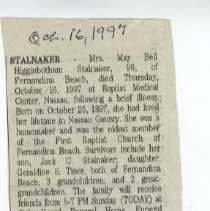 Oct. 16, 1997
STALNAKER - Mrs. May Bell
Higginbotham Stalnaker, 99, of
Fernandina Beach, died Thursday,
October 16, 1997 at Baptist Medical
Center, Nassau, following a brief illness.
Born on October 26, 1897, she had lived
her lifetime in Nassau County. She was a
homemaker and was the oldest member
of the First Baptist Church of
Fernandina Beach. Survivors include her
son, Jack C. Stalnaker; daughter,
Geraldine S. Tiner, both of Fernandina
Beach; 3 grandchildren; and 2 great-
grandchildren. The family will receive
friends from 5-7 PM Sunday (TODAY) at
Funeral Home